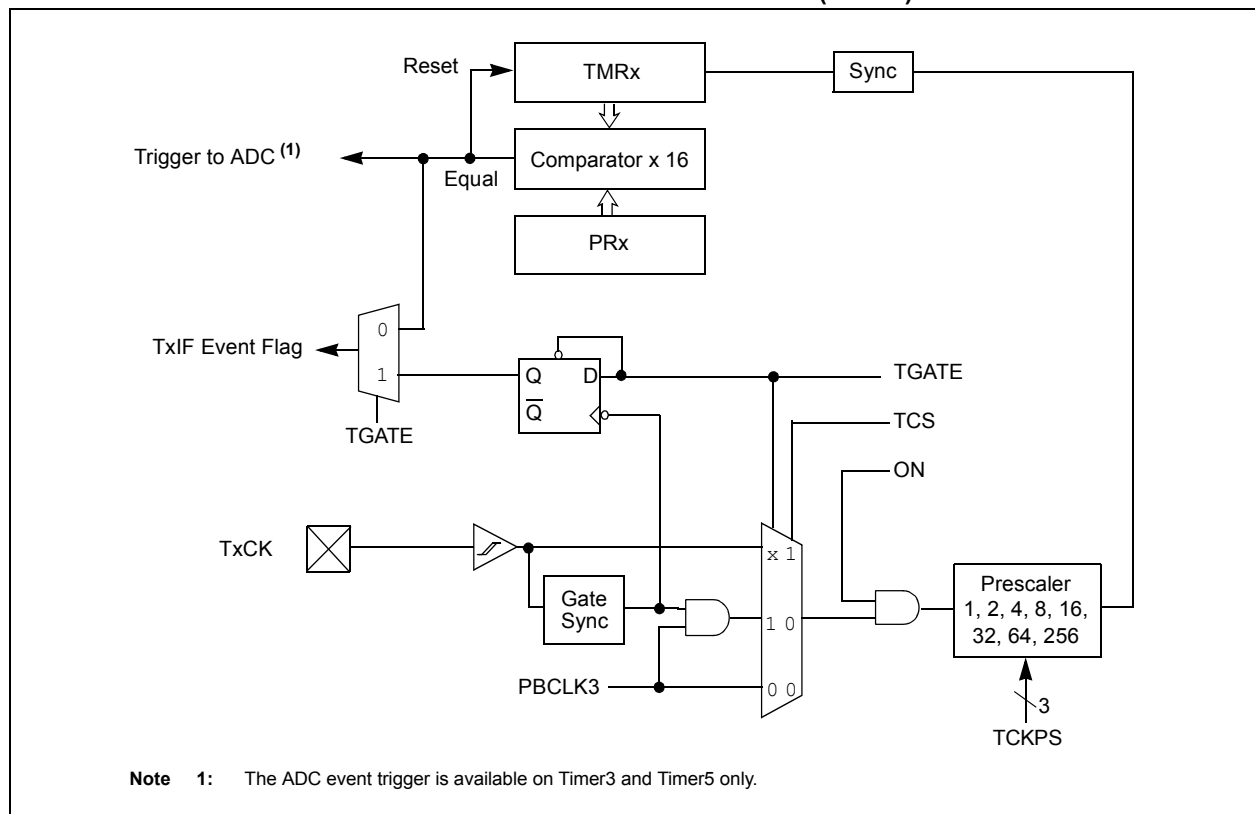 Reset
TMRx
Sync
Trigger to ADC (1)
Equal
Comparator x 16
PRx
0
TxIF Event Flag
1
TGATE
Q D
Q
TGATE
TCS
ON
TxCK
x 1
Gate
Sync
1 0
Prescaler
1, 2, 4, 8, 16,
32, 64, 256
PBCLK3
0 0
3
TCKPS
Note 1: The ADC event trigger is available on Timer3 and Timer5 only.